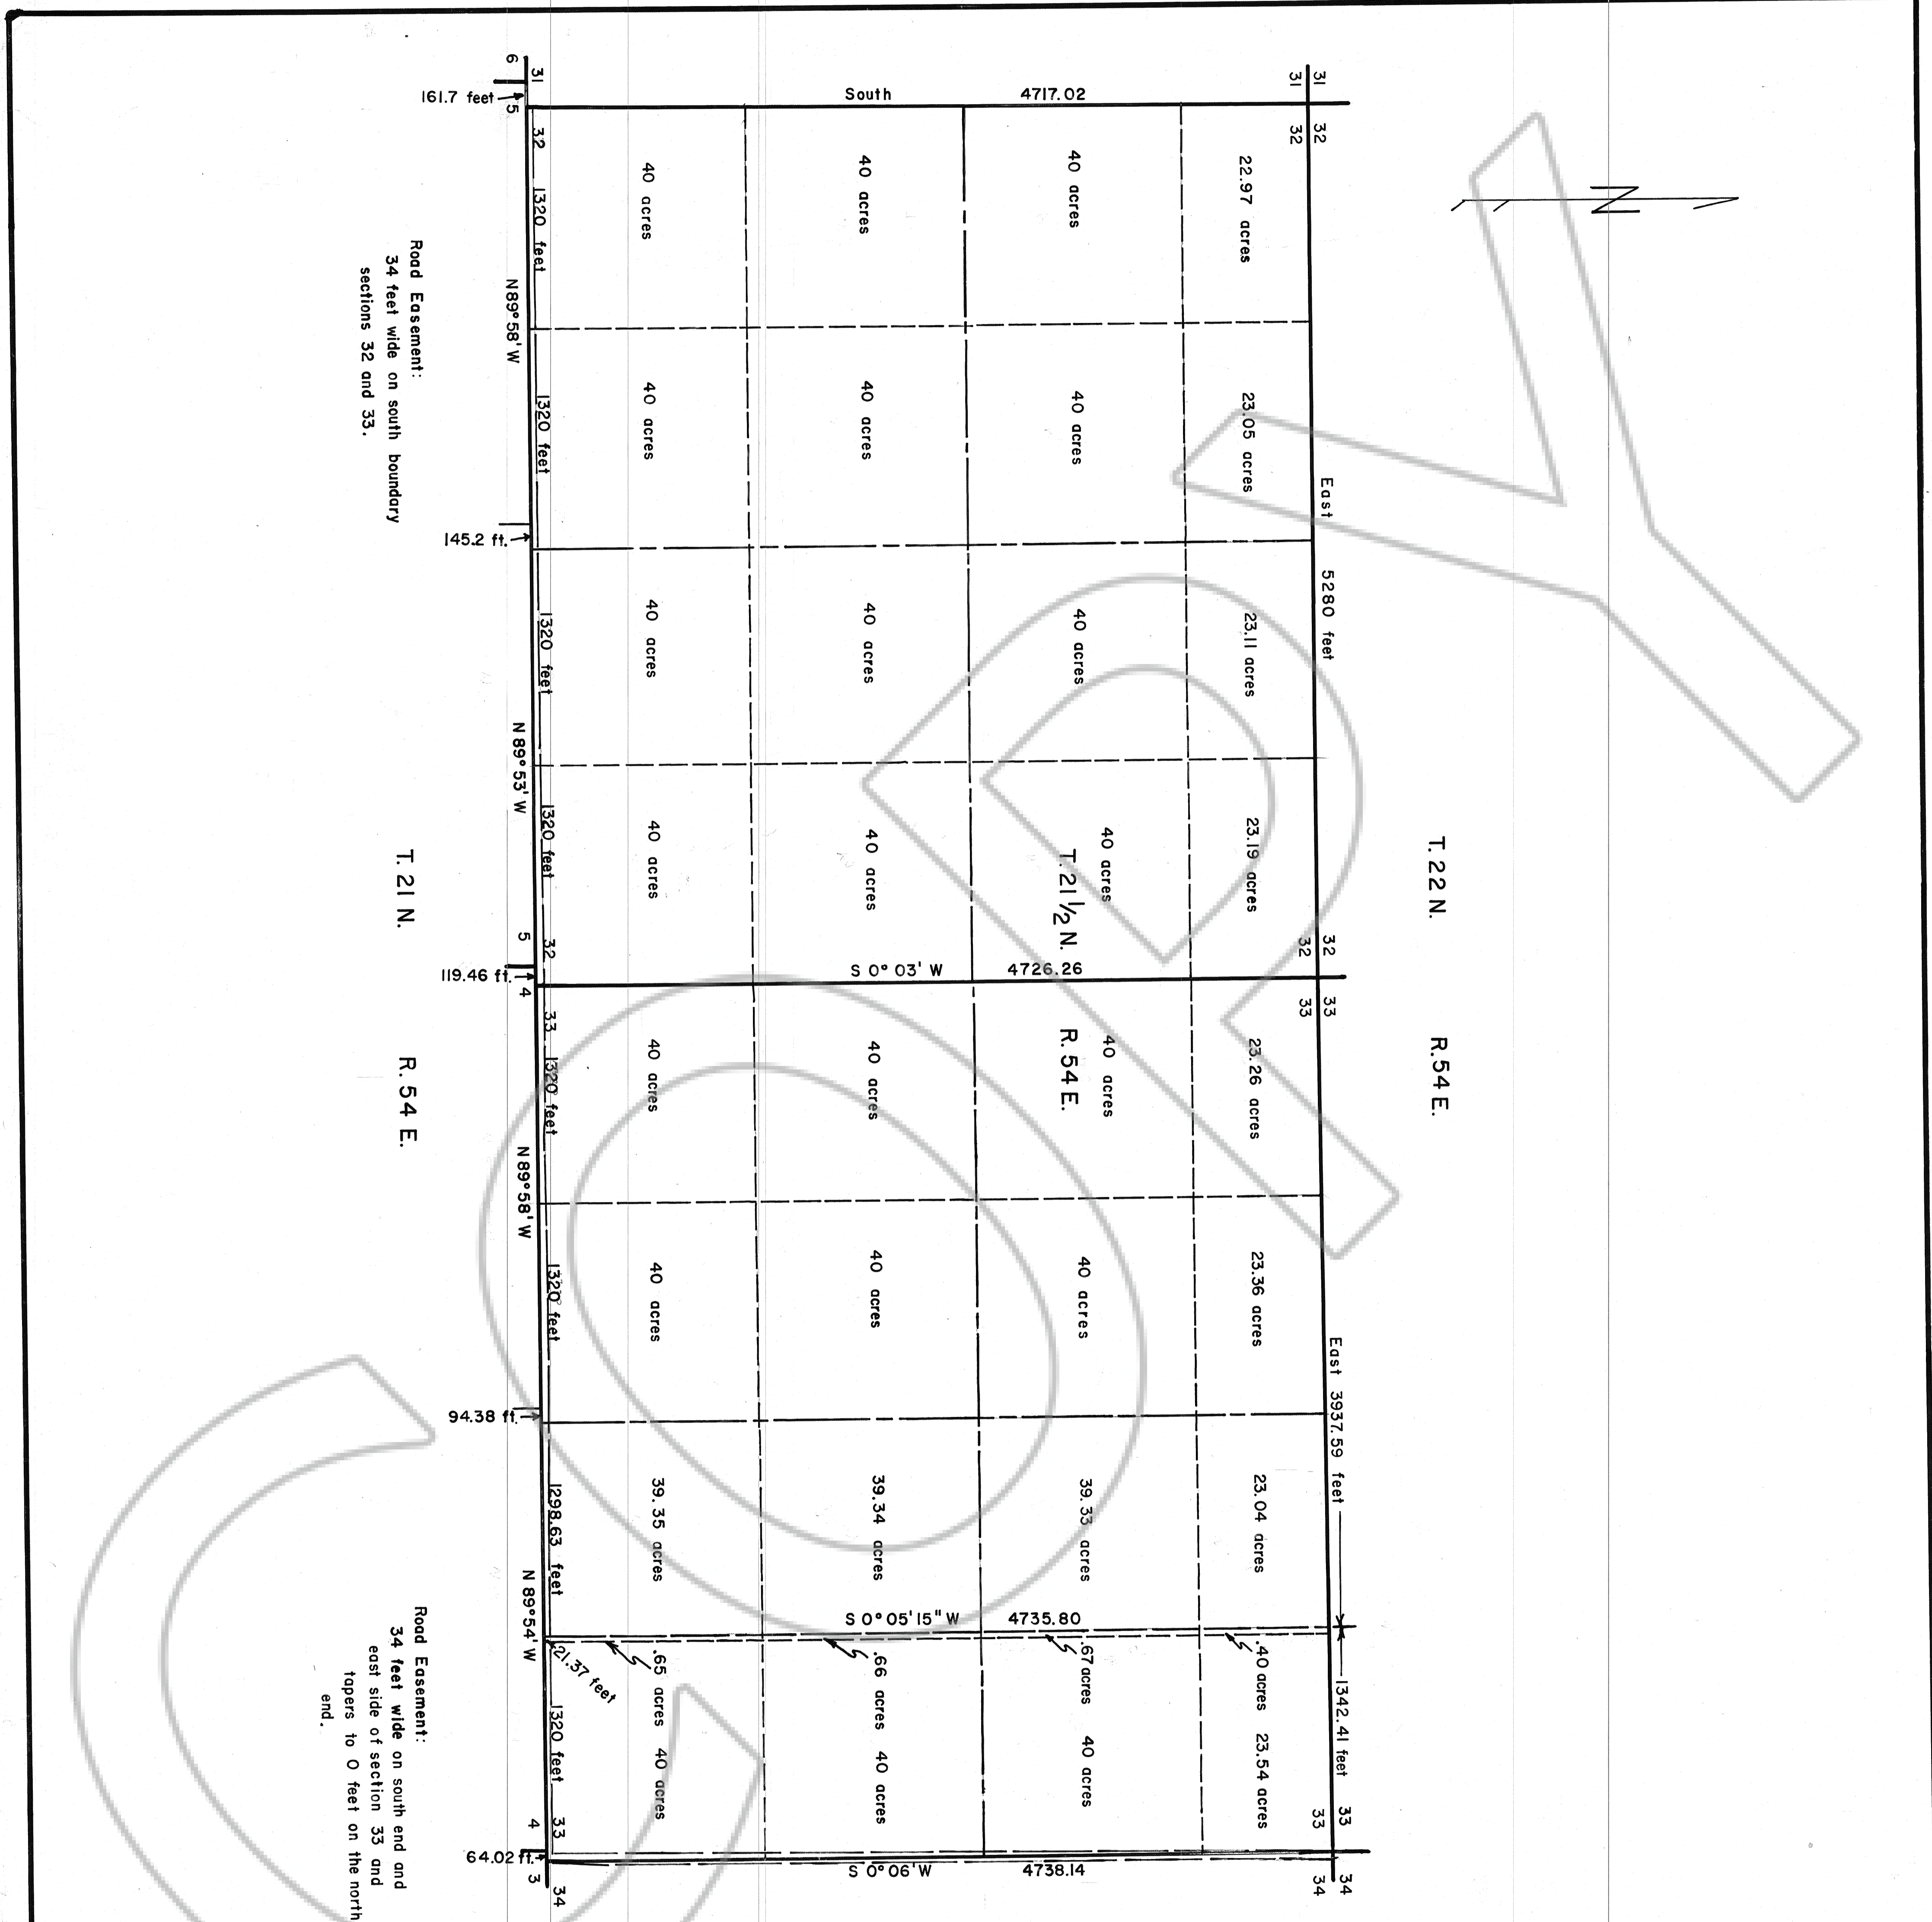 6
31
31
31
161.7 feet
5
South 4717.02
32
32
32
N
40 acres
40 acres
40 acres
22.97 acres
1320 feet
N 89° 58' W
Road Easement:
34 feet wide on south boundary
sections 32 and 33.
40 acres
40 acres
40 acres
23.05 acres
1320 feet
145.2 ft.
East 5280 feet
40 acres
40 acres
40 acres
23.11 acres
1320 feet
N 89° 53' W
40 acres
40 acres
40 acres
23.19 acres
1320 feet
T. 22 N. R. 54 E.
T. 21 1/2 N. R. 54 E.
T. 21 N. R. 54 E.
5
32
32
32
119.46 ft.
S 0° 03' W 4726.26
4
33
33
33
40 acres
40 acres
40 acres
23.26 acres
1320 feet
N 89° 58' W
40 acres
40 acres
40 acres
23.36 acres
1320 feet
94.38 ft.
East 3937.59 feet
39.35 acres
39.34 acres
39.33 acres
23.04 acres
1298.63 feet
N 89° 54' W
S 0° 05' 15" W 4735.80
21.37 feet
.65 acres 40 acres
.66 acres 40 acres
.67 acres 40 acres
.40 acres 23.54 acres
1342.41 feet
1320 feet
Road Easement:
34 feet wide on south end and
east side of section 33 and
tapers to 0 feet on the north
end.
4
33
33
33
64.02 ft.
S 0° 06' W 4738.14
3
34
34
34
COPY